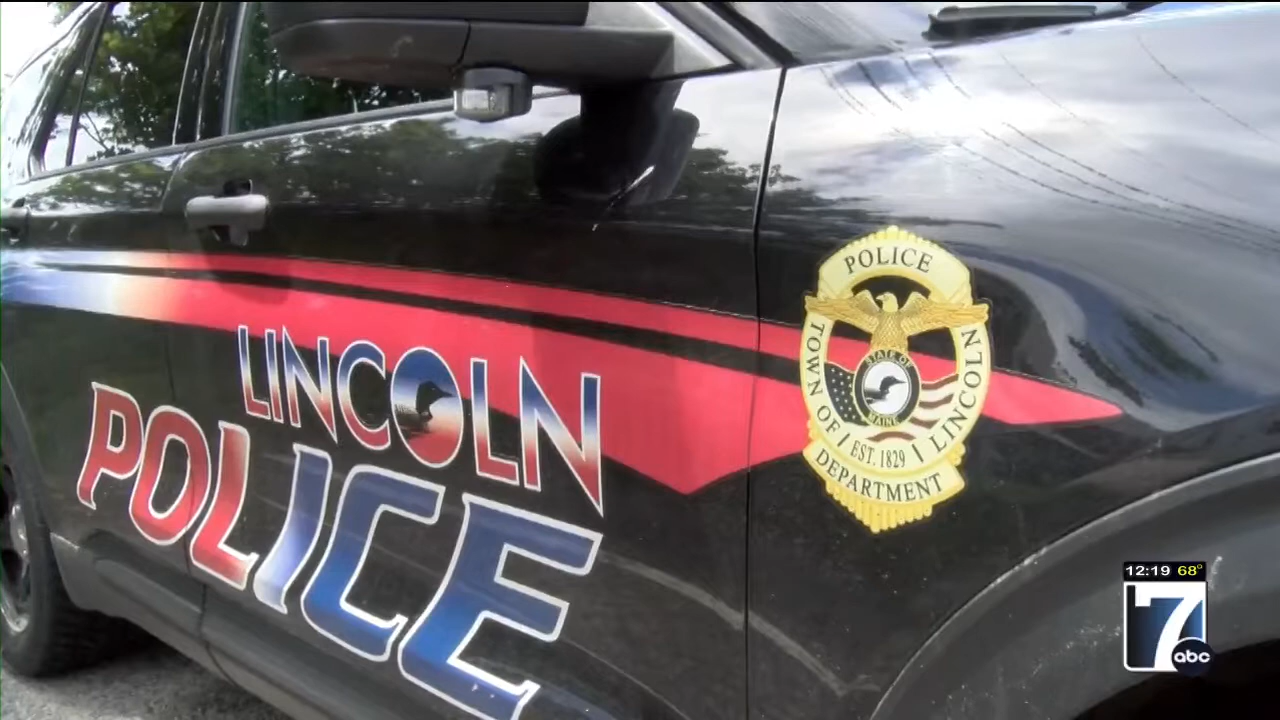 LINCOLN
POLICE
POLICE
TOWN OF LINCOLN
STATE OF
MAINE
EST. 1829
DEPARTMENT
12:19 68°
7
abc